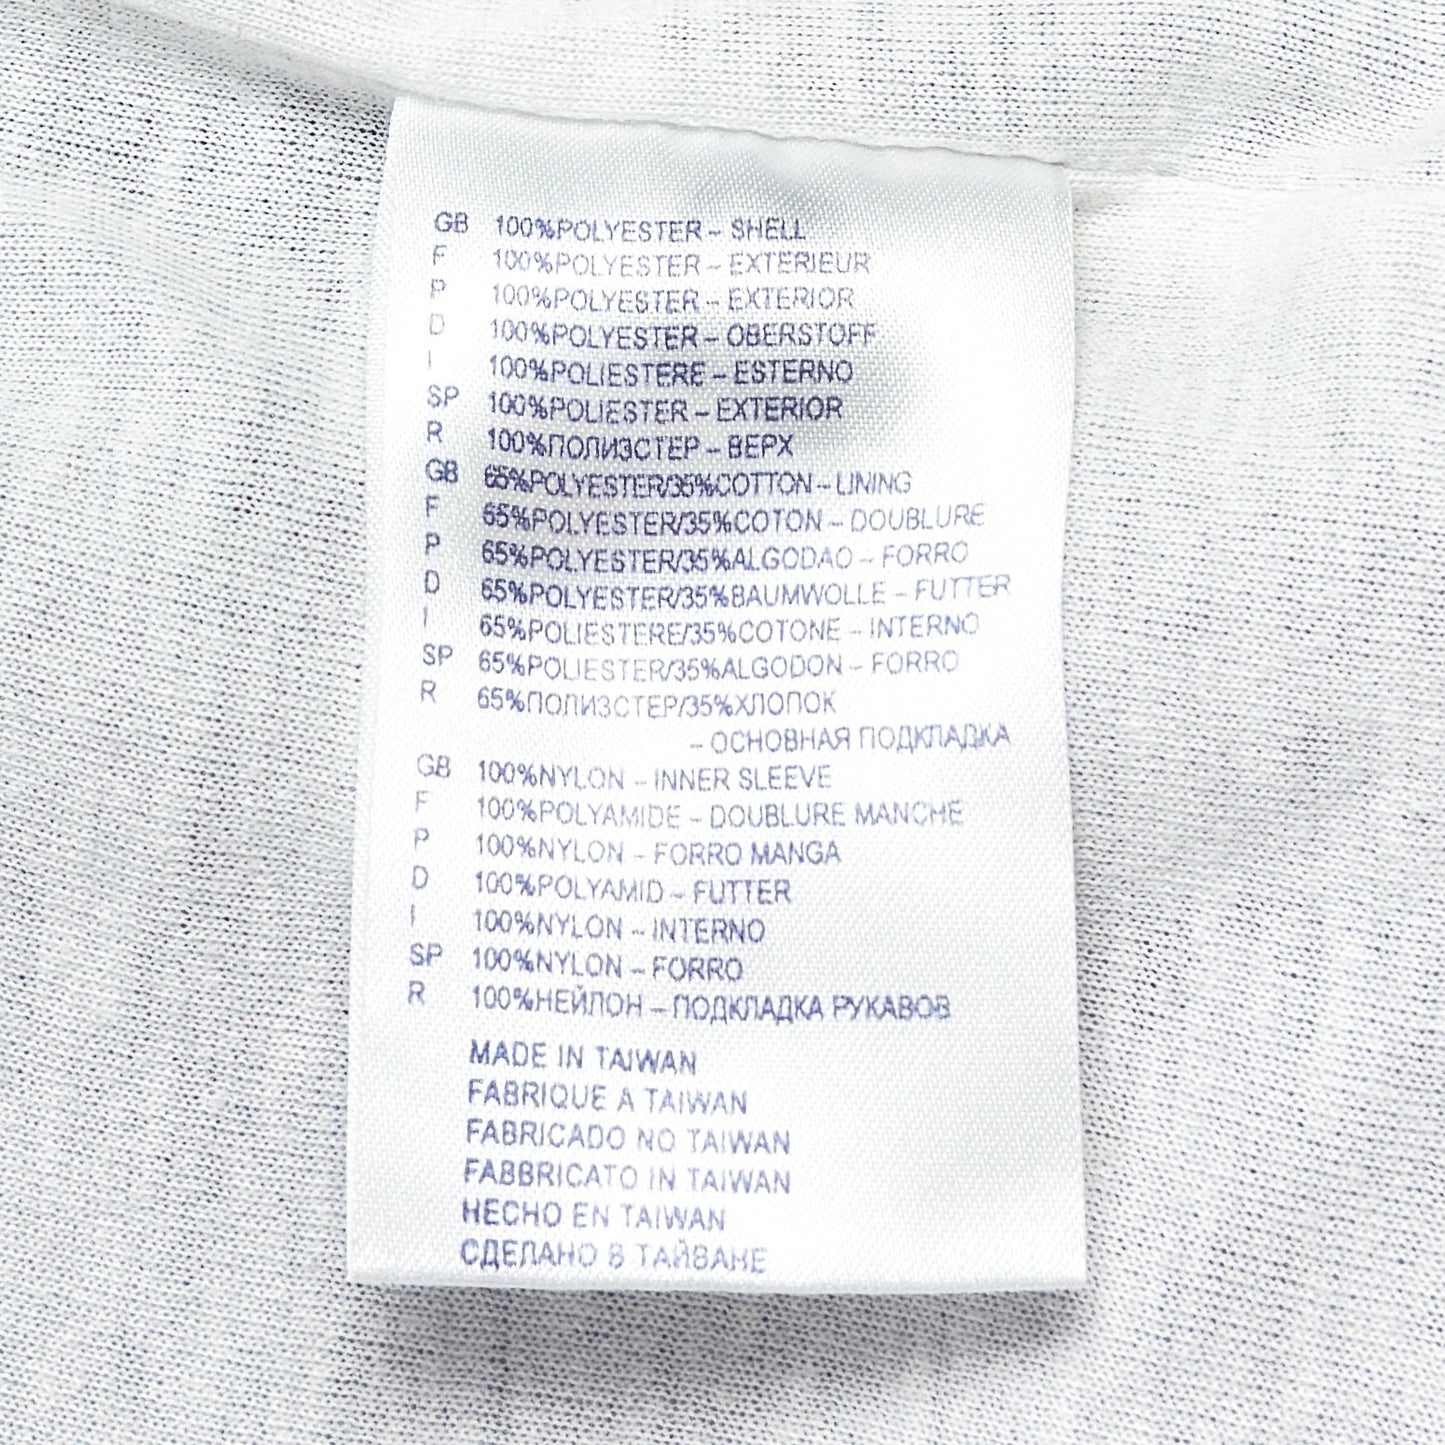 GB 100%POLYESTER – SHELL
F 100%POLYESTER – EXTERIEUR
P 100%POLYESTER – EXTERIOR
D 100%POLYESTER – OBERSTOFF
I 100%POLIESTERE – ESTERNO
SP 100%POLIESTER – EXTERIOR
R 100%ПОЛИЭСТЕР – ВЕРХ
GB 65%POLYESTER/35%COTTON – LINING
F 65%POLYESTER/35%COTON – DOUBLURE
P 65%POLYESTER/35%ALGODAO – FORRO
D 65%POLYESTER/35%BAUMWOLLE – FUTTER
I 65%POLIESTERE/35%COTONE – INTERNO
SP 65%POLIESTER/35%ALGODON – FORRO
R 65%ПОЛИЭСТЕР/35%ХЛОПОК
– ОСНОВНАЯ ПОДКЛАДКА
GB 100%NYLON – INNER SLEEVE
F 100%POLYAMIDE – DOUBLURE MANCHE
P 100%NYLON – FORRO MANGA
D 100%POLYAMID – FUTTER
I 100%NYLON – INTERNO
SP 100%NYLON – FORRO
R 100%НЕЙЛОН – ПОДКЛАДКА РУКАВОВ
MADE IN TAIWAN
FABRIQUE A TAIWAN
FABRICADO NO TAIWAN
FABBRICATO IN TAIWAN
HECHO EN TAIWAN
СДЕЛАНО В ТАЙВАНЕ